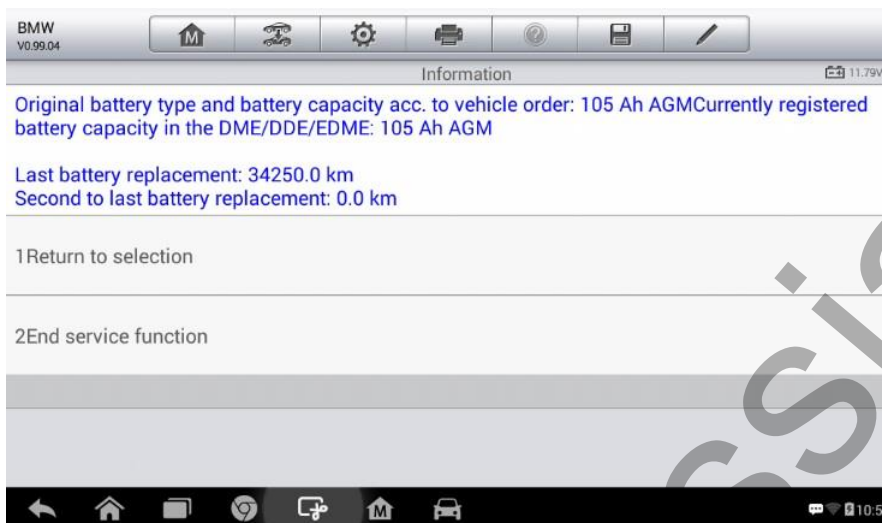 BMW
V0.99.04
Information
11.79V
Original battery type and battery capacity acc. to vehicle order: 105 Ah AGMCurrently registered
battery capacity in the DME/DDE/EDME: 105 Ah AGM
Last battery replacement: 34250.0 km
Second to last battery replacement: 0.0 km
1Return to selection
2End service function